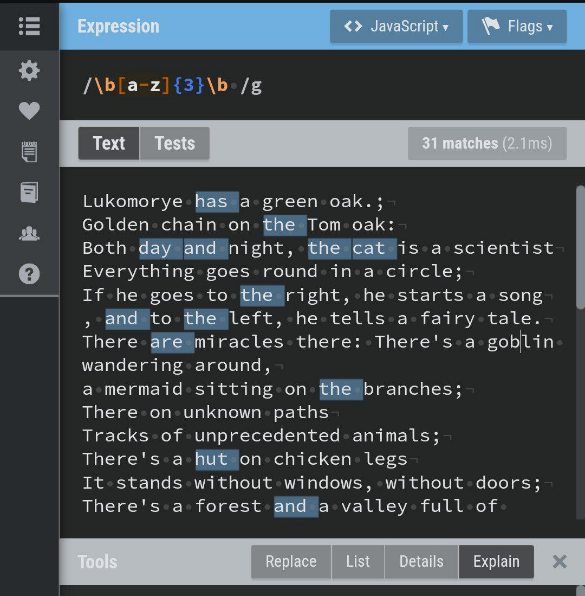 Expression
<> JavaScript ▾
Flags ▾
/\b[a-z]{3}\b /g
Text
Tests
31 matches (2.1ms)
Lukomorye has a green oak.;
Golden chain on the Tom oak:
Both day and night, the cat is a scientist
Everything goes round in a circle;
If he goes to the right, he starts a song
, and to the left, he tells a fairy tale.
There are miracles there: There's a goblin
wandering around,
a mermaid sitting on the branches;
There on unknown paths
Tracks of unprecedented animals;
There's a hut on chicken legs
It stands without windows, without doors;
There's a forest and a valley full of
Tools
Replace
List
Details
Explain